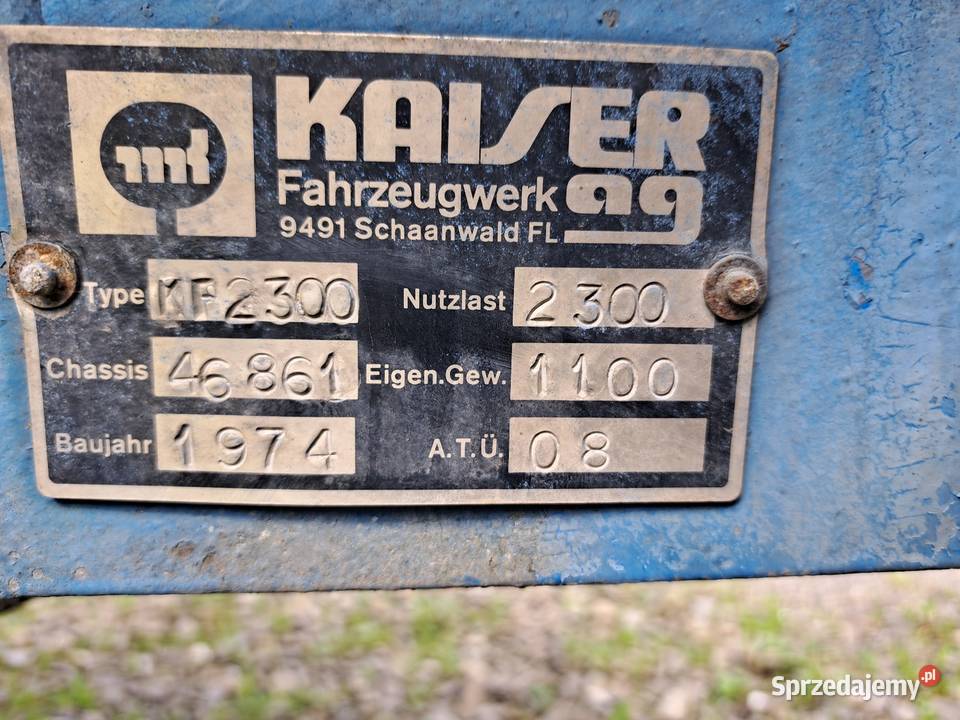 KAISER
Fahrzeugwerk ag
9491 Schaanwald FL
Type KF2300 Nutzlast 2300
Chassis 46861 Eigen.Gew. 1100
Baujahr 1974 A.T.Ü. 08
Sprzedajemy.pl